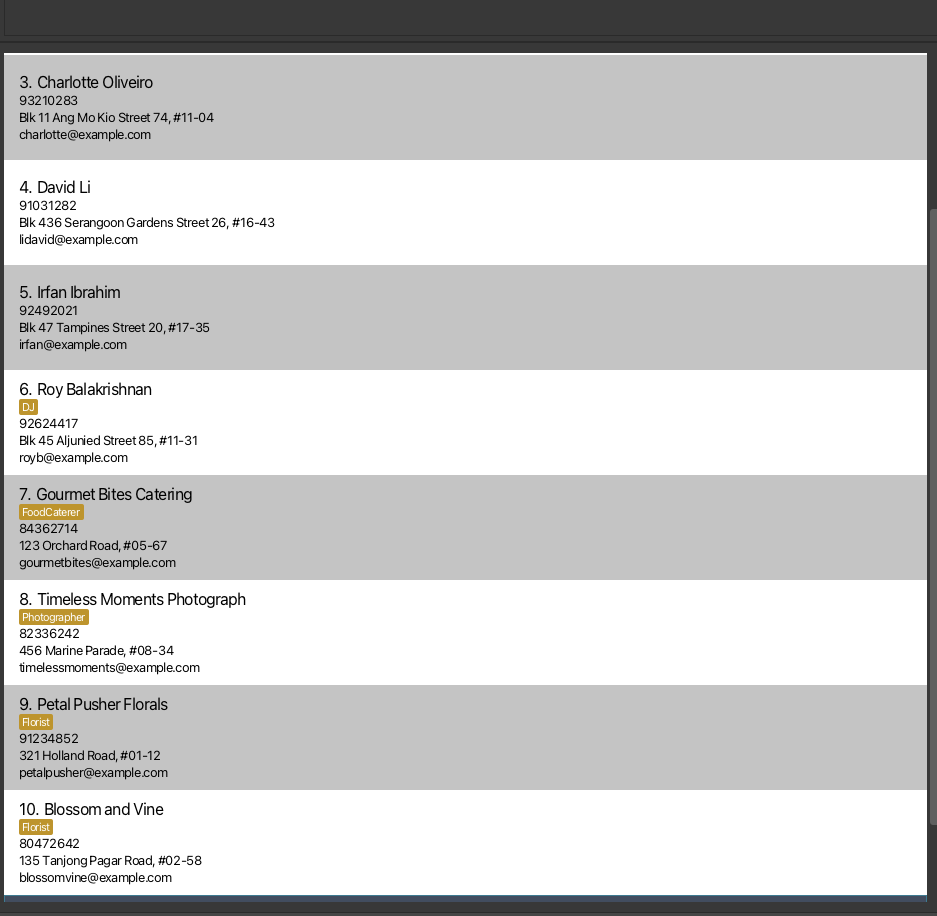 3. Charlotte Oliveiro
93210283
Blk 11 Ang Mo Kio Street 74, #11-04
charlotte@example.com
4. David Li
91031282
Blk 436 Serangoon Gardens Street 26, #16-43
lidavid@example.com
5. Irfan Ibrahim
92492021
Blk 47 Tampines Street 20, #17-35
irfan@example.com
6. Roy Balakrishnan
DJ
92624417
Blk 45 Aljunied Street 85, #11-31
royb@example.com
7. Gourmet Bites Catering
FoodCaterer
84362714
123 Orchard Road, #05-67
gourmetbites@example.com
8. Timeless Moments Photograph
Photographer
82336242
456 Marine Parade, #08-34
timelessmoments@example.com
9. Petal Pusher Florals
Florist
91234852
321 Holland Road, #01-12
petalpusher@example.com
10. Blossom and Vine
Florist
80472642
135 Tanjong Pagar Road, #02-58
blossomvine@example.com